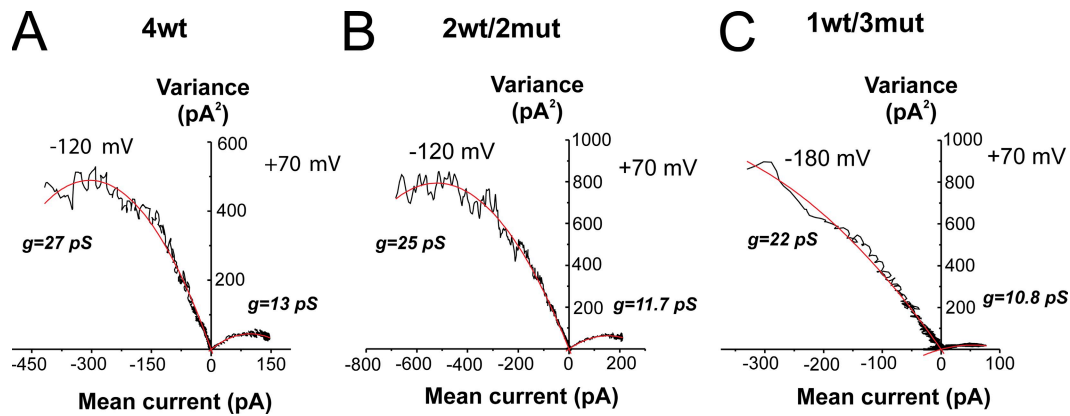 A
4wt
Variance
(pA²)
-120 mV
+70 mV
600
400
200
g=27 pS
g=13 pS
-450 -300 -150 0 150
Mean current (pA)
B
2wt/2mut
Variance
(pA²)
-120 mV
+70 mV
1000
800
600
400
200
g=25 pS
g=11.7 pS
-800 -600 -400 -200 0 200
Mean current (pA)
C
1wt/3mut
Variance
(pA²)
-180 mV
+70 mV
1000
800
600
400
200
g=22 pS
g=10.8 pS
-300 -200 -100 0 100
Mean current (pA)